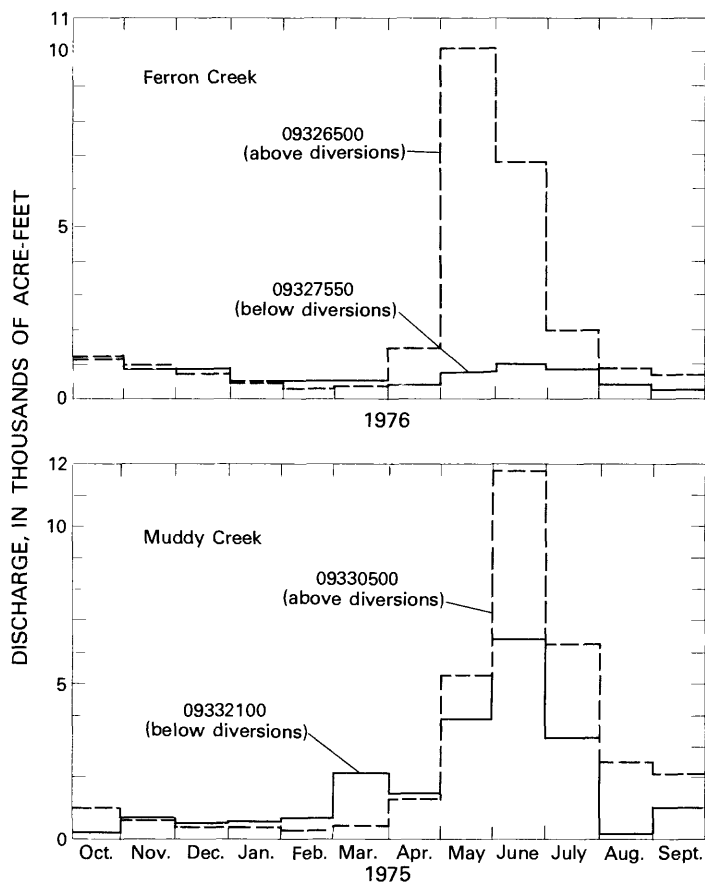 DISCHARGE, IN THOUSANDS OF ACRE-FEET
11
10
5
0
Ferron Creek
09326500
(above diversions)
09327550
(below diversions)
1976
12
10
5
0
Muddy Creek
09330500
(above diversions)
09332100
(below diversions)
Oct. Nov. Dec. Jan. Feb. Mar. Apr. May June July Aug. Sept.
1975